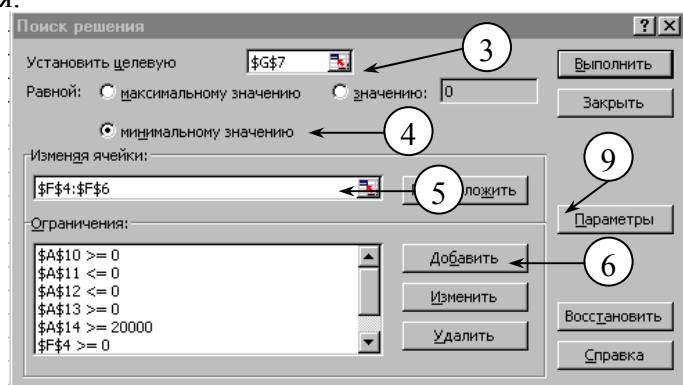 и.
Поиск решения ? ×
Установить целевую $G$7 3 Выполнить
Равной: максимальному значению значению: 0 Закрыть
минимальному значению 4
Изменяя ячейки: 9
$F$4:$F$6 5 ложить
Ограничения: Параметры
$A$10 >= 0
$A$11 <= 0 Добавить 6
$A$12 <= 0
$A$13 >= 0 Изменить
$A$14 >= 20000 Восстановить
$F$4 >= 0 Удалить
Справка